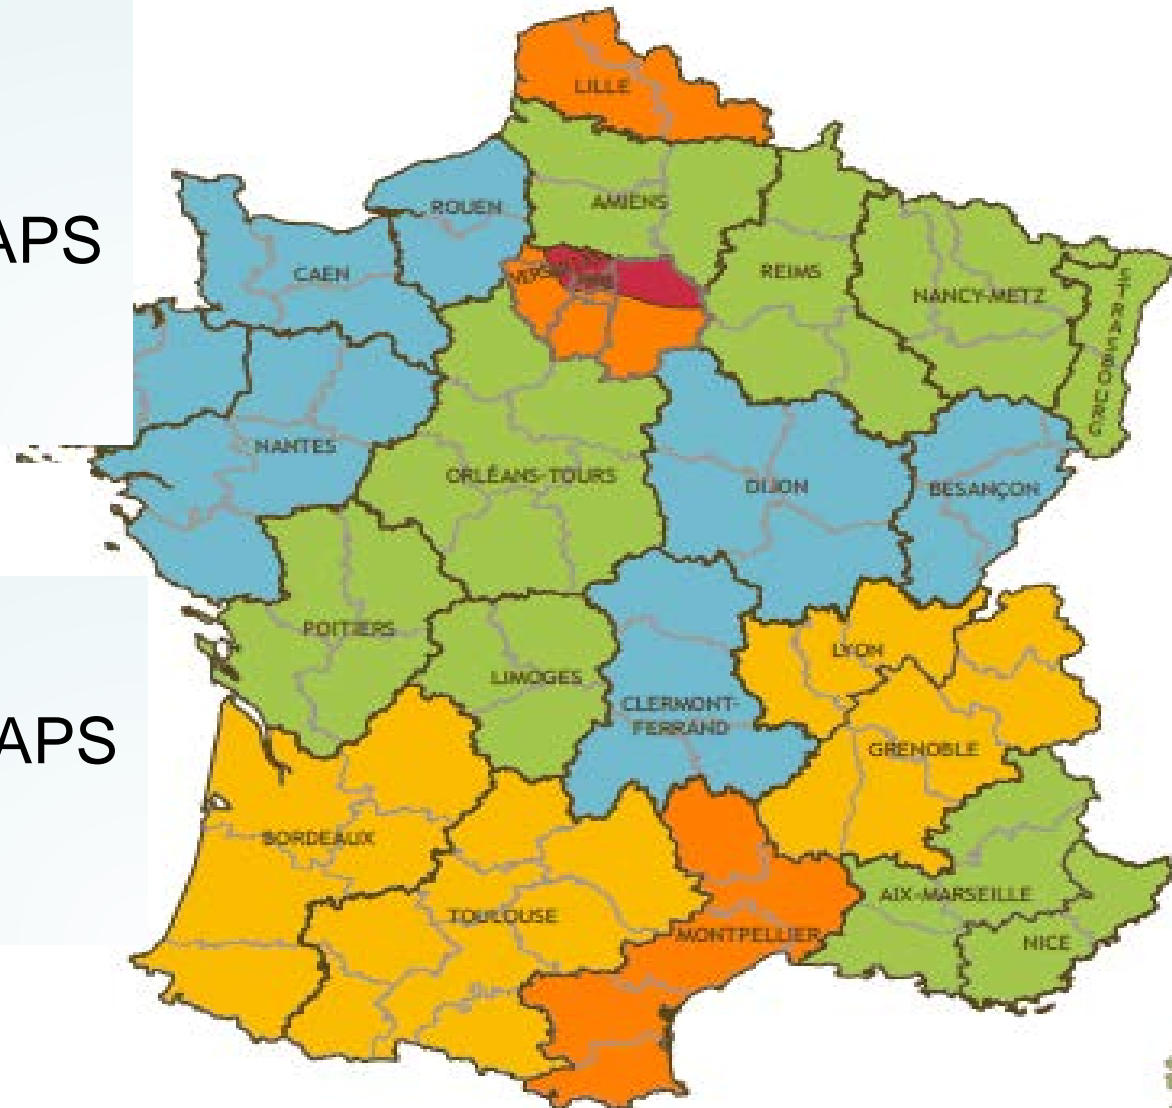 LILLE
APS
ROUEN
AMIENS
CAEN
REIMS
NANCY-METZ
NANTES
ORLÉANS-TOURS
DIJON
BESANÇON
POITIERS
LYON
LIMOGES
CLERMONT-
FERRAND
APS
GRENOBLE
BORDEAUX
AIX-MARSEILLE
TOULOUSE
MONTPELLIER
NICE